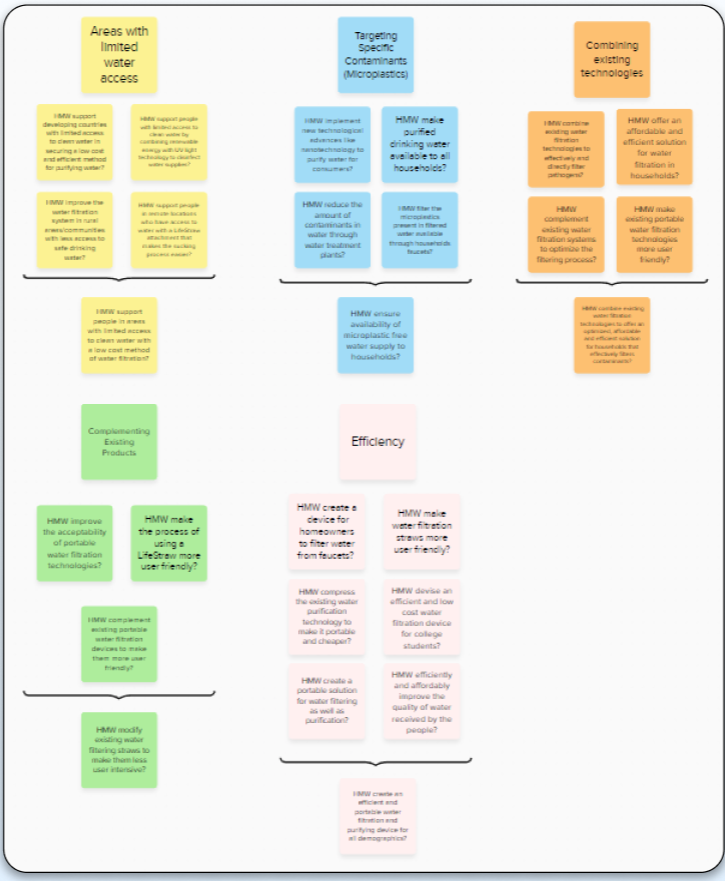 Areas with
limited
water
access
HMW support
developing countries
with limited access
to clean water in
securing a low cost
and efficient method
for purifying water?
HMW support people
with limited access to
clean water by
combining renewable
energy with UV light
technology to disinfect
water supplies?
HMW improve the
water filtration
system in rural
areas/communities
with less access to
safe drinking
water?
HMW support people
in remote locations
who have access to
water with a LifeStraw
attachment that
makes the sucking
process easier?
HMW support
people in areas
with limited access
to clean water with
a low cost method
of water filtration?
Targeting
Specific
Contaminants
(Microplastics)
HMW implement
new technological
advances like
nanotechnology to
purify water for
consumers?
HMW make
purified
drinking water
available to all
households?
HMW reduce the
amount of
contaminants in
water through
water treatment
plants?
HMW filter the
microplastics
present in filtered
water available
through households
faucets?
HMW ensure
availability of
microplastic free
water supply to
households?
Combining
existing
technologies
HMW combine
existing water
filtration
technologies to
effectively and
directly filter
pathogens?
HMW offer an
affordable and
efficient solution
for water
filtration in
households?
HMW
complement
existing water
filtration systems
to optimize the
filtering process?
HMW make
existing portable
water filtration
technologies
more user
friendly?
HMW combine existing
water filtration
technologies to offer an
optimized, affordable
and efficient solution
for households that
effectively filters
contaminants?
Complementing
Existing
Products
HMW improve
the acceptability
of portable
water filtration
technologies?
HMW make
the process of
using a
LifeStraw more
user friendly?
HMW complement
existing portable
water filtration
devices to make
them more user
friendly?
HMW modify
existing water
filtering straws to
make them less
user intensive?
Efficiency
HMW create a
device for
homeowners
to filter water
from faucets?
HMW make
water filtration
straws more
user friendly?
HMW compress
the existing water
purification
technology to
make it portable
and cheaper?
HMW devise an
efficient and low
cost water
filtration device
for college
students?
HMW create a
portable solution
for water filtering
as well as
purification?
HMW efficiently
and affordably
improve the
quality of water
received by the
people?
HMW create an
efficient and
portable water
filtration and
purifying device for
all demographics?